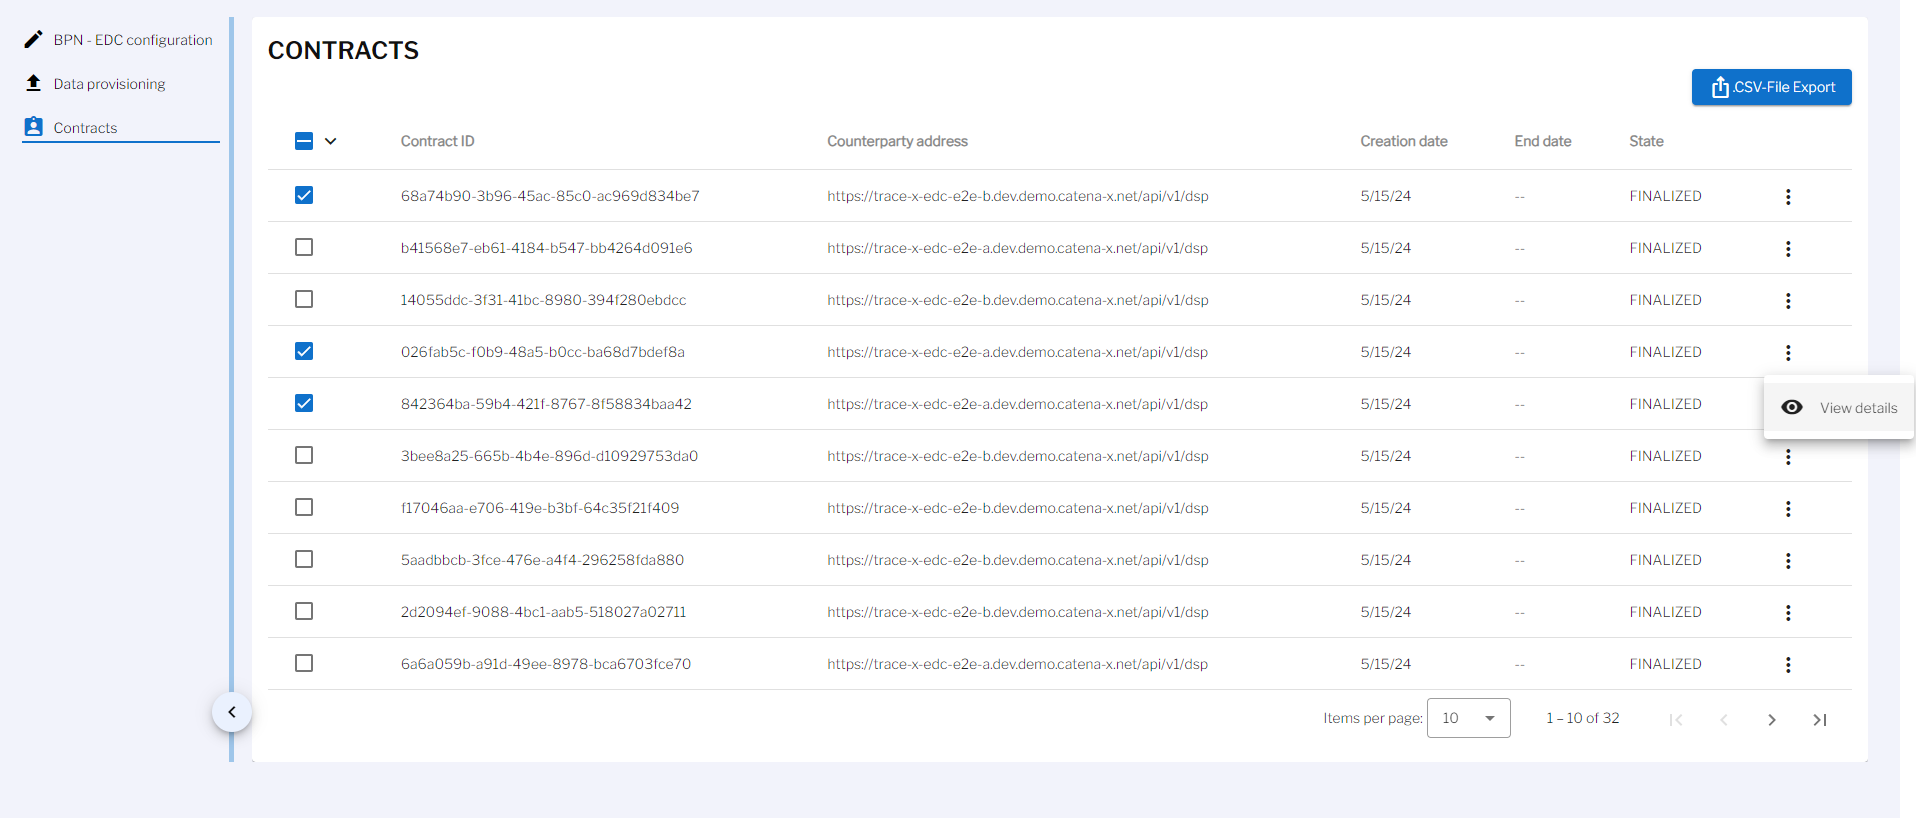 BPN - EDC configuration
Data provisioning
Contracts
CONTRACTS
.CSV-File Export
Contract ID Counterparty address Creation date End date State
68a74b90-3b96-45ac-85c0-ac969d834be7 https://trace-x-edc-e2e-b.dev.demo.catena-x.net/api/v1/dsp 5/15/24 -- FINALIZED
b41568e7-eb61-4184-b547-bb4264d091e6 https://trace-x-edc-e2e-a.dev.demo.catena-x.net/api/v1/dsp 5/15/24 -- FINALIZED
14055ddc-3f31-41bc-8980-394f280ebdcc https://trace-x-edc-e2e-b.dev.demo.catena-x.net/api/v1/dsp 5/15/24 -- FINALIZED
026fab5c-f0b9-48a5-b0cc-ba68d7bdef8a https://trace-x-edc-e2e-a.dev.demo.catena-x.net/api/v1/dsp 5/15/24 -- FINALIZED
842364ba-59b4-421f-8767-8f58834baa42 https://trace-x-edc-e2e-a.dev.demo.catena-x.net/api/v1/dsp 5/15/24 -- FINALIZED
View details
3bee8a25-665b-4b4e-896d-d10929753da0 https://trace-x-edc-e2e-b.dev.demo.catena-x.net/api/v1/dsp 5/15/24 -- FINALIZED
f17046aa-e706-419e-b3bf-64c35f21f409 https://trace-x-edc-e2e-b.dev.demo.catena-x.net/api/v1/dsp 5/15/24 -- FINALIZED
5aadbbcb-3fce-476e-a4f4-296258fda880 https://trace-x-edc-e2e-b.dev.demo.catena-x.net/api/v1/dsp 5/15/24 -- FINALIZED
2d2094ef-9088-4bc1-aab5-518027a02711 https://trace-x-edc-e2e-b.dev.demo.catena-x.net/api/v1/dsp 5/15/24 -- FINALIZED
6a6a059b-a91d-49ee-8978-bca6703fce70 https://trace-x-edc-e2e-a.dev.demo.catena-x.net/api/v1/dsp 5/15/24 -- FINALIZED
Items per page: 10 1 – 10 of 32